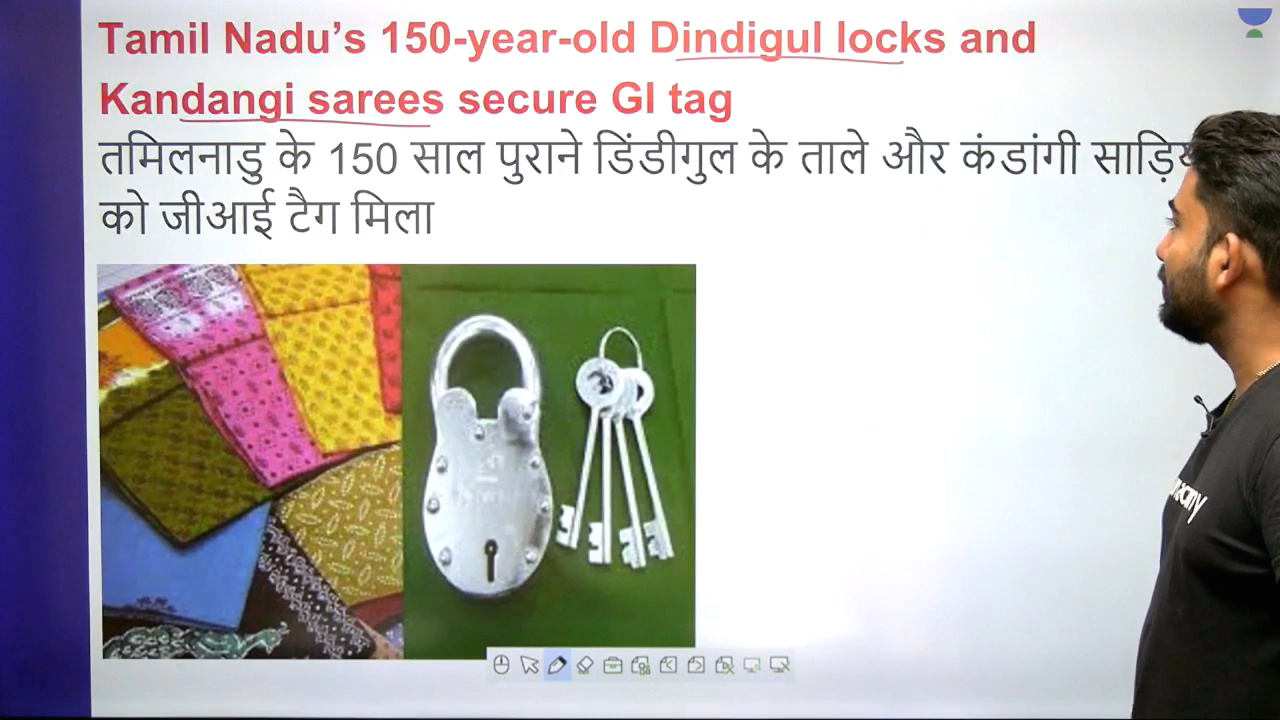 Tamil Nadu’s 150-year-old Dindigul locks and
Kandangi sarees secure GI tag
तमिलनाडु के 150 साल पुराने डिंडीगुल के ताले और कंडांगी
को जीआई टैग मिला